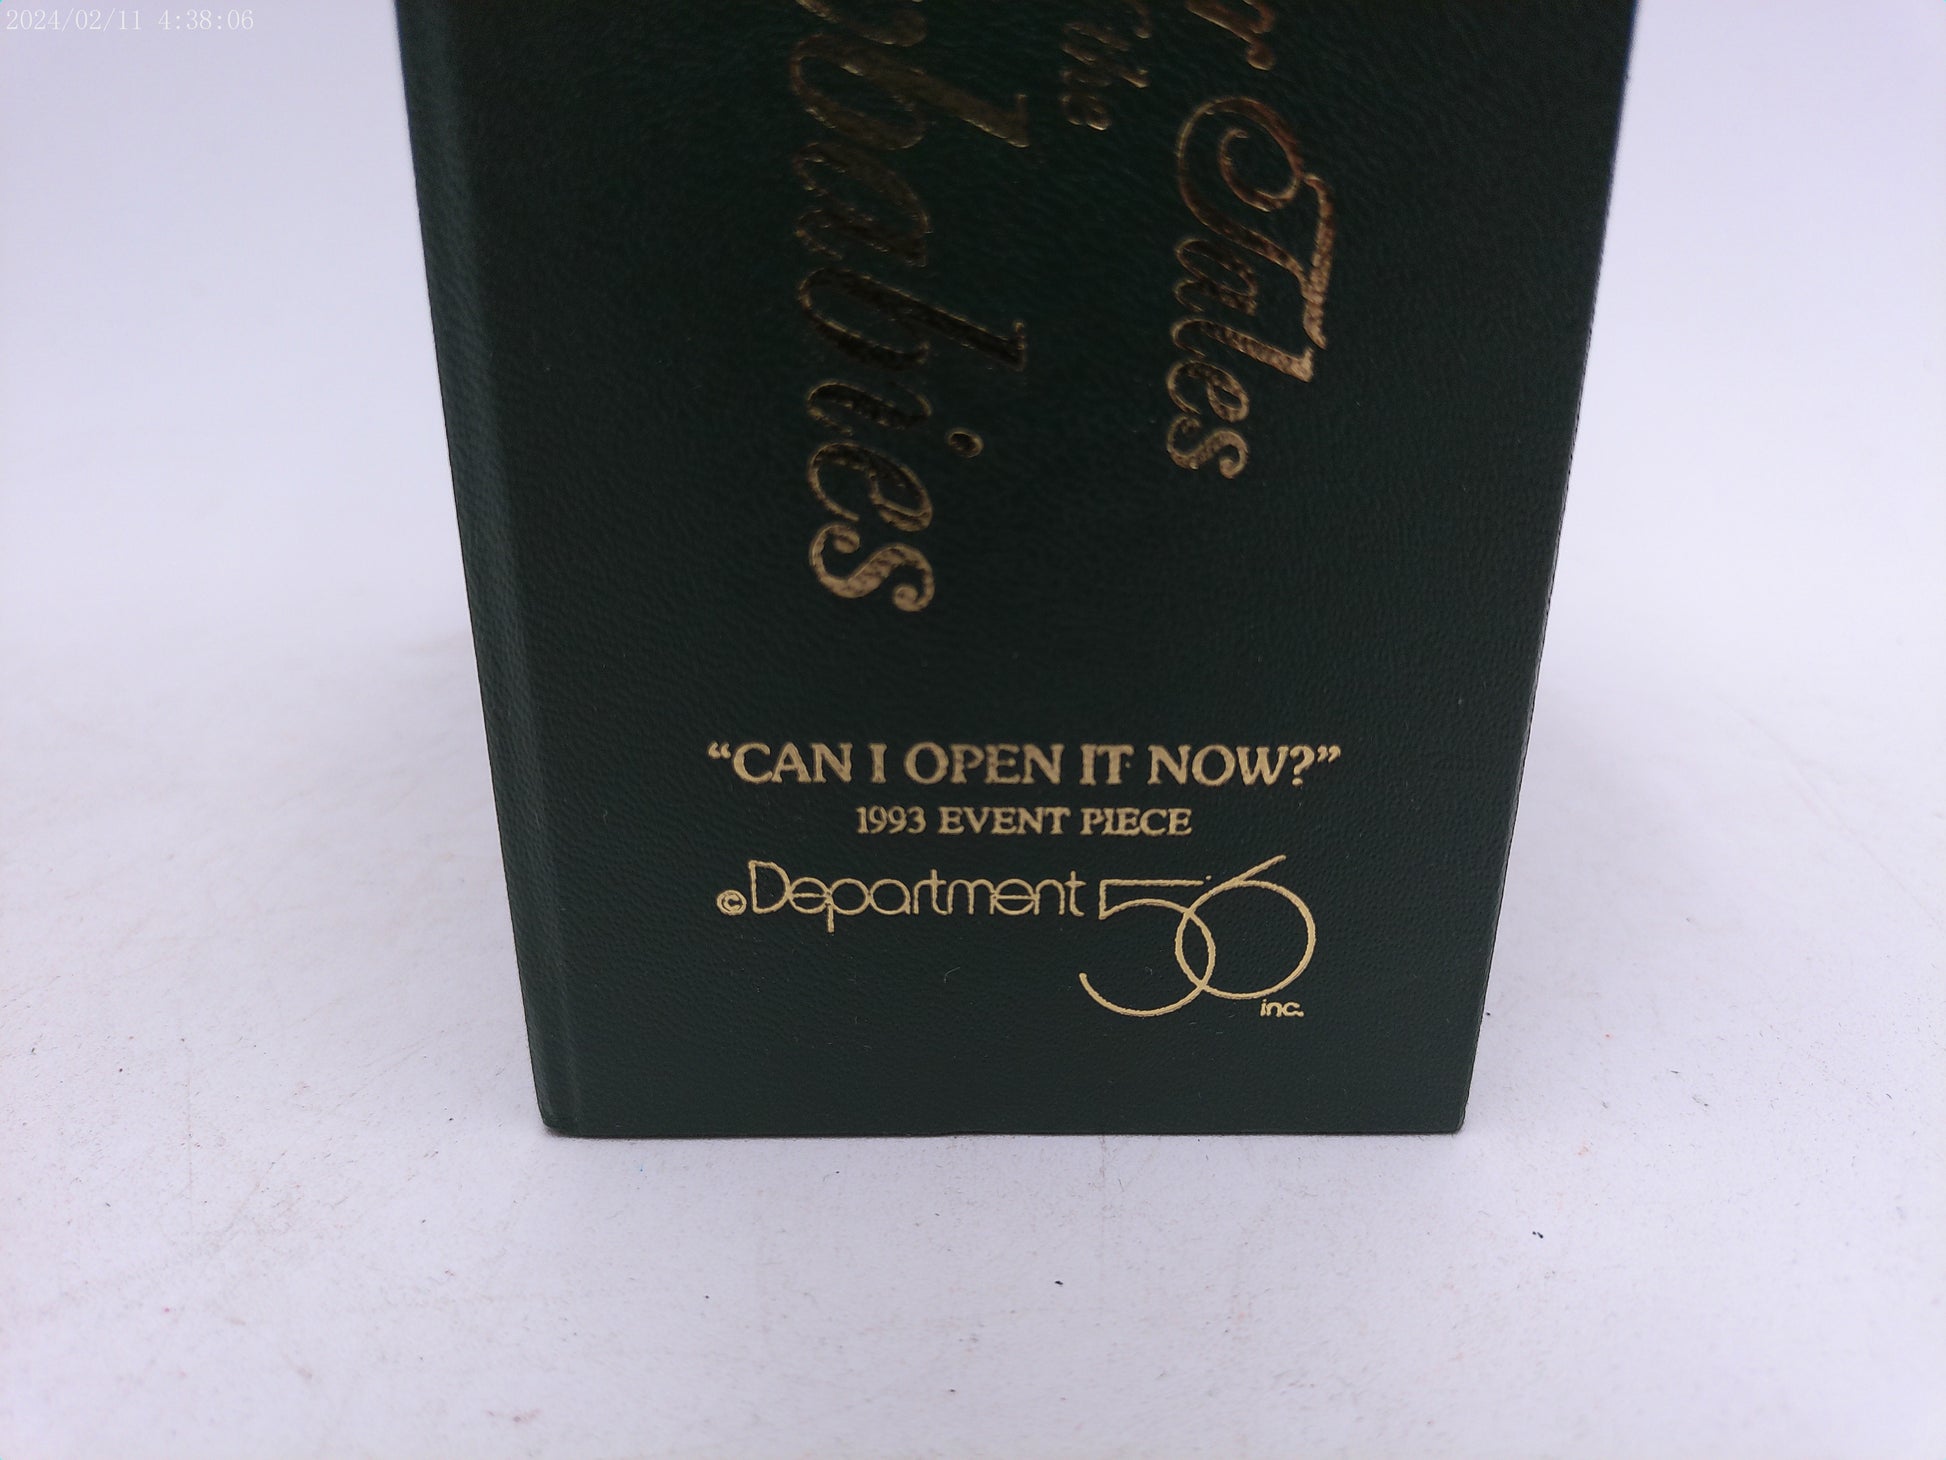 2024/02/11 4:38:06
Tales
the
babies
“CAN I OPEN IT NOW?”
1993 EVENT PIECE
©Department 56
inc.